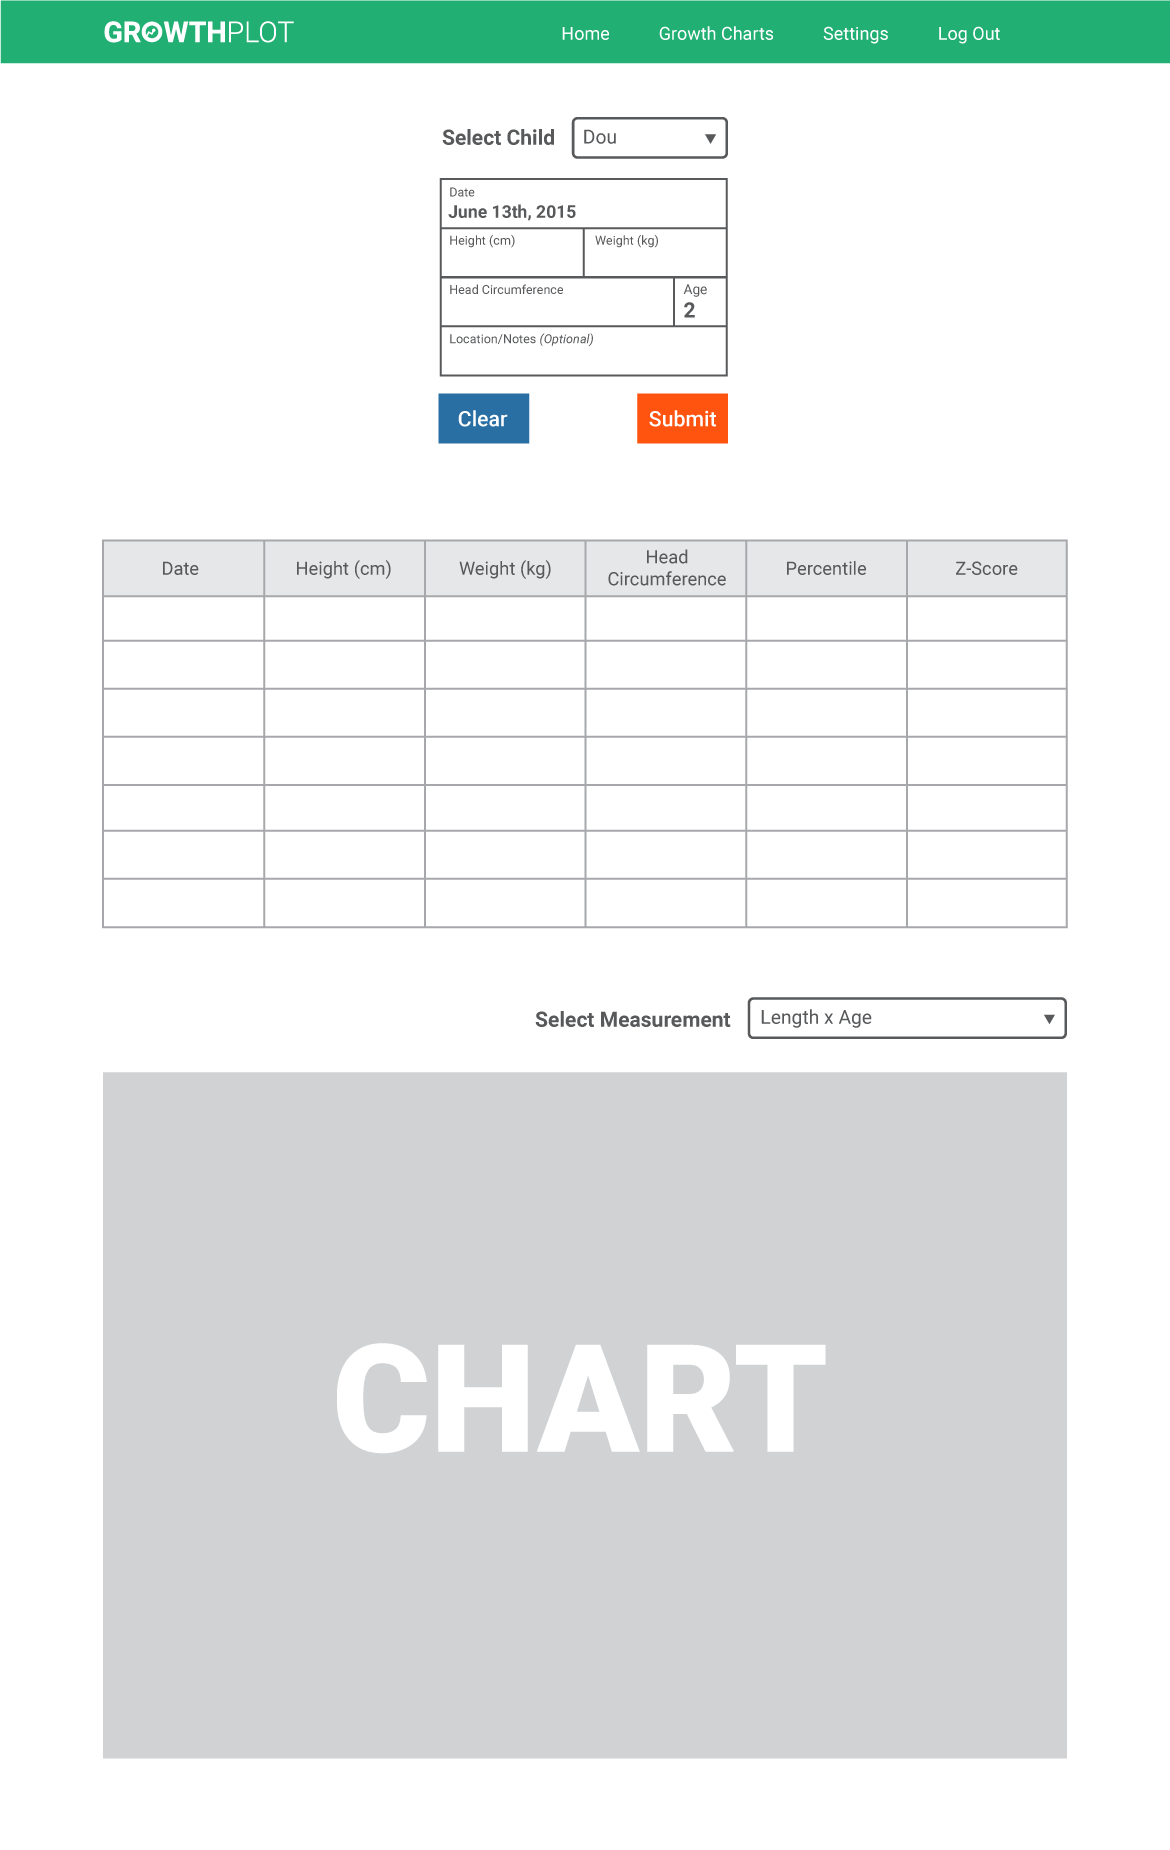 GROWTHPLOT Home Growth Charts Settings Log Out
Select Child Dou ▼
Date
June 13th, 2015
Height (cm) Weight (kg)
Head Circumference Age
2
Location/Notes (Optional)
Clear Submit
Date Height (cm) Weight (kg) Head Circumference Percentile Z-Score
Select Measurement Length x Age ▼
CHART